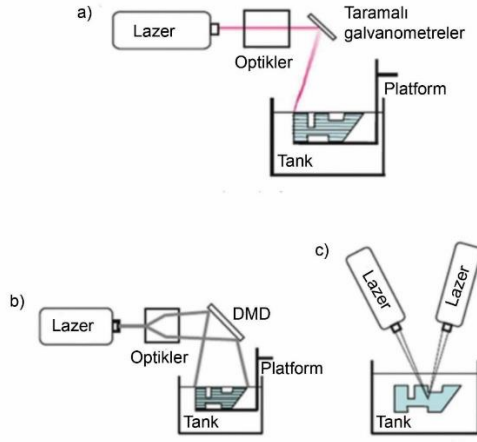 a)
Lazer
Optikler
Taramalı
galvanometreler
Platform
Tank
b)
Lazer
Optikler
DMD
Platform
Tank
c)
Lazer
Lazer
Tank